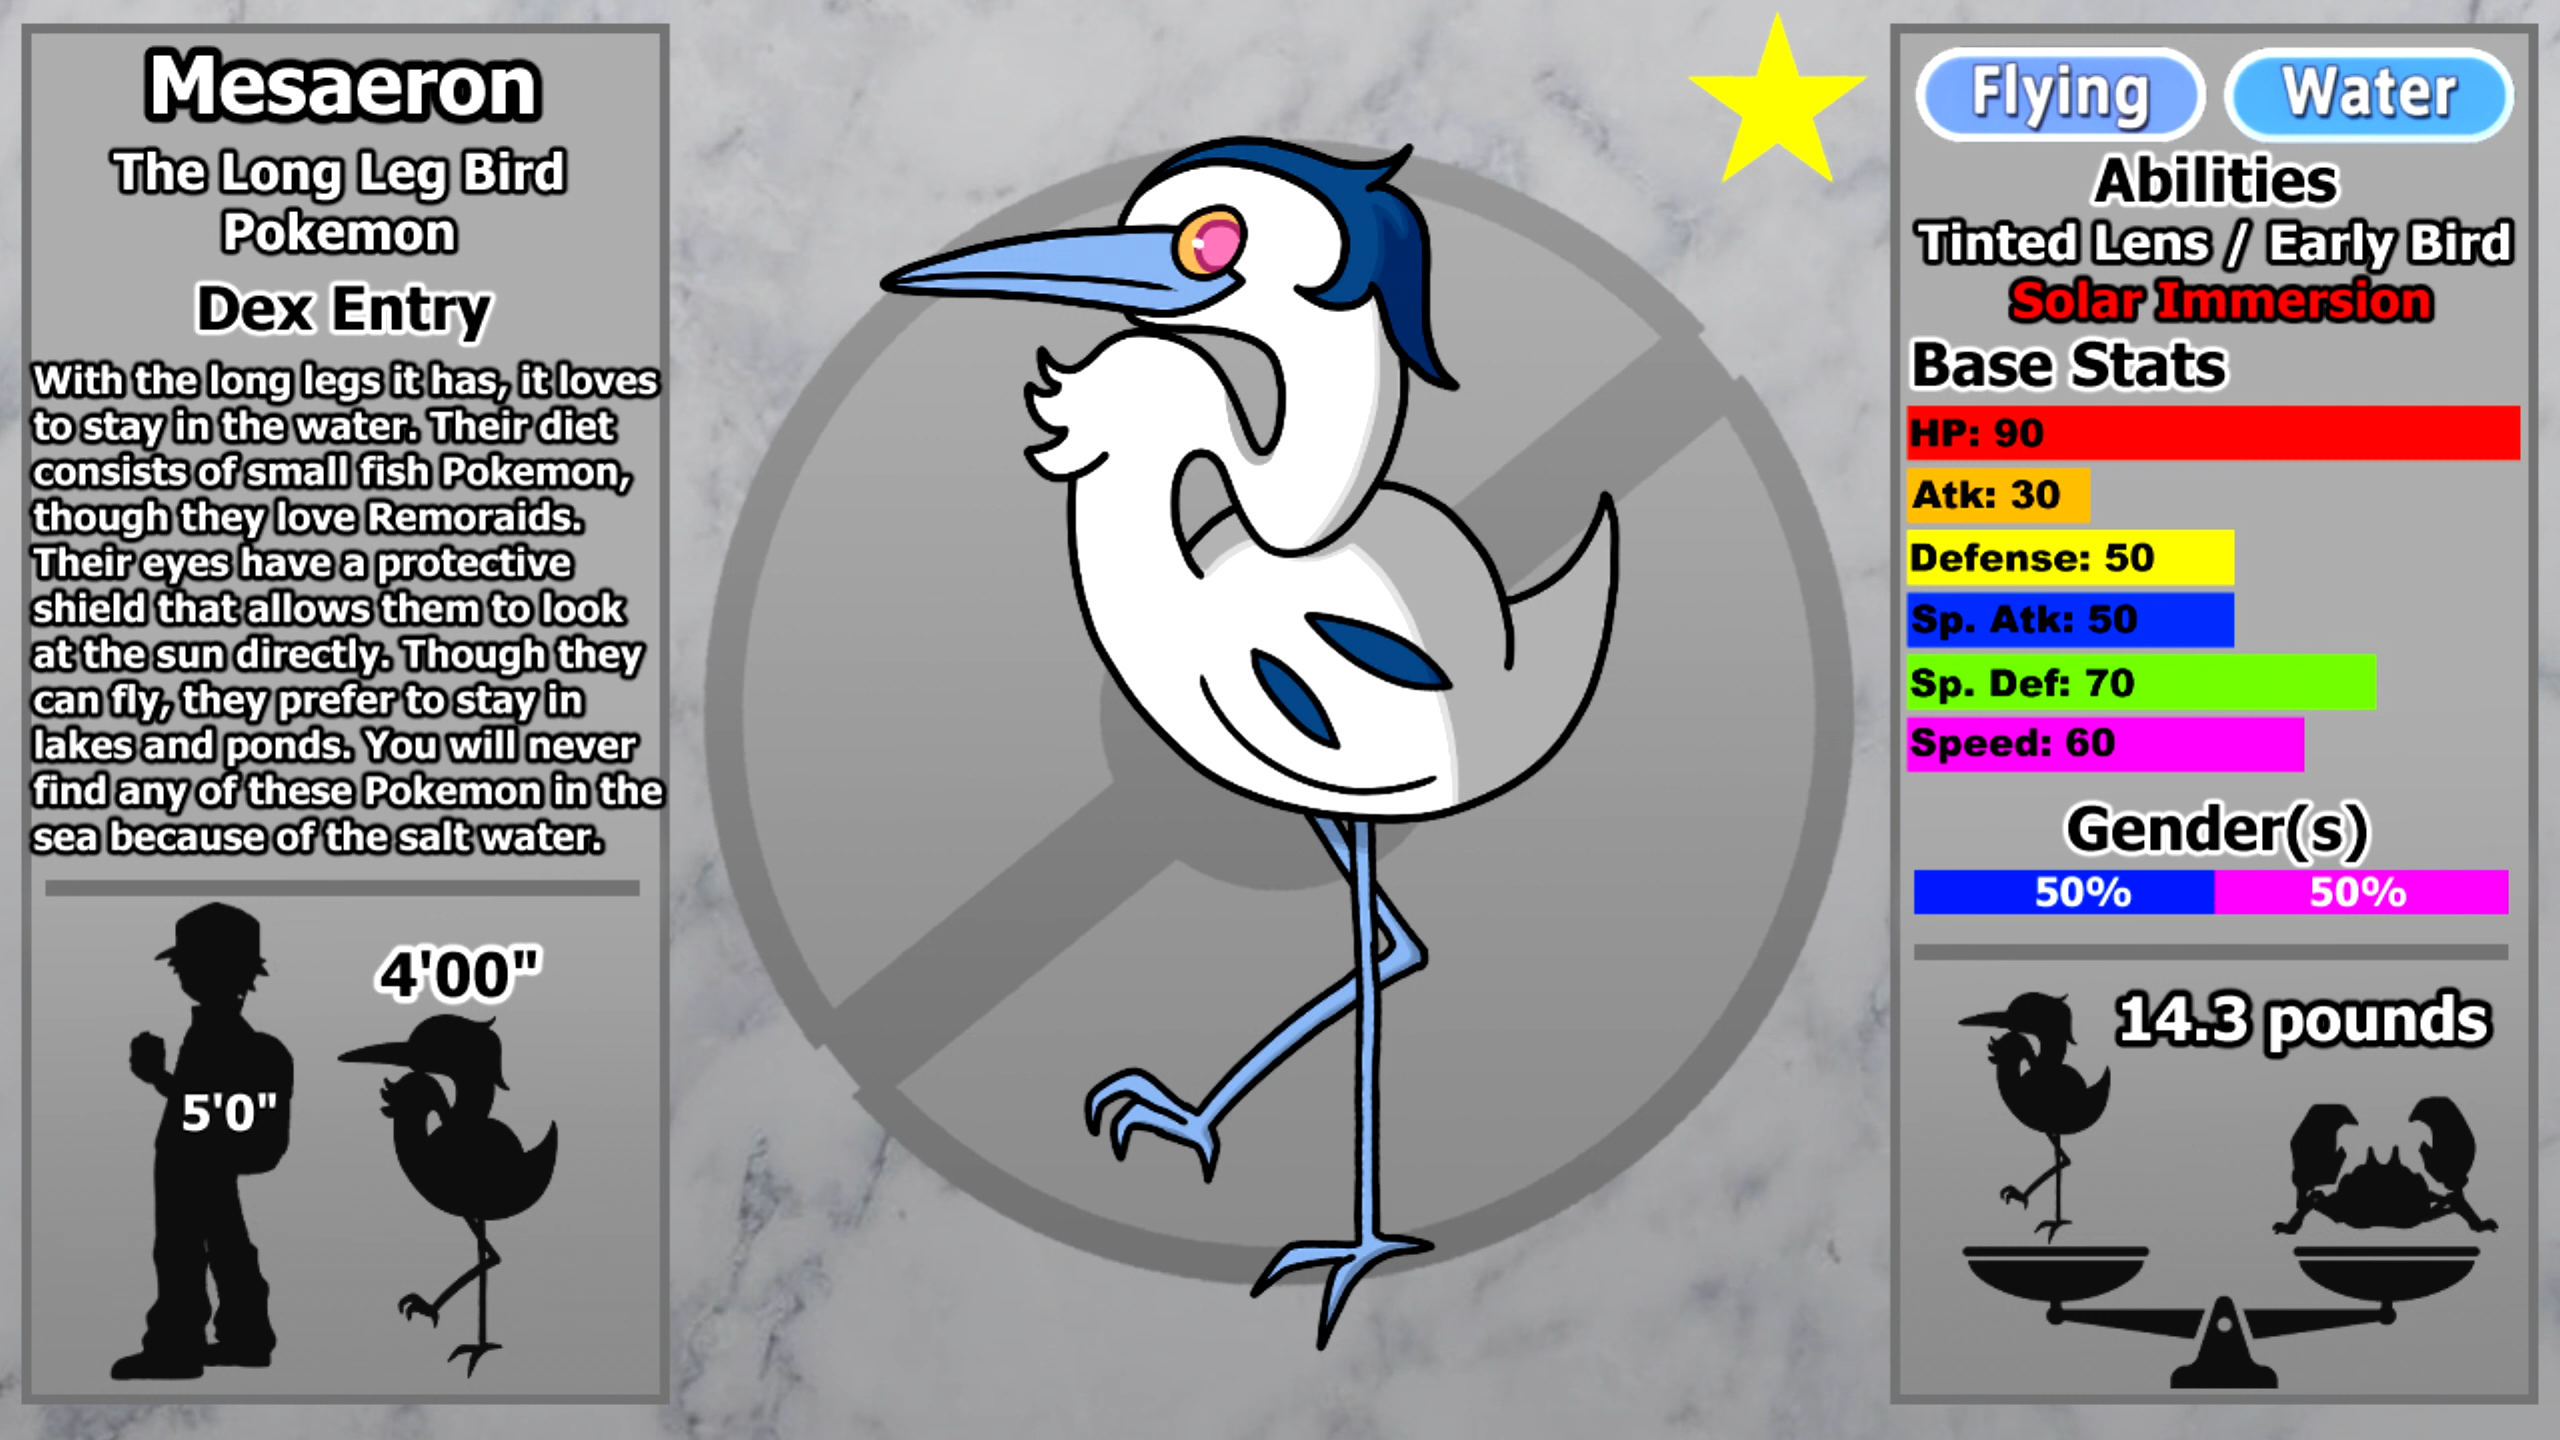 Mesaeron
The Long Leg Bird
Pokemon
Dex Entry
With the long legs it has, it loves
to stay in the water. Their diet
consists of small fish Pokemon,
though they love Remoraids.
Their eyes have a protective
shield that allows them to look
at the sun directly. Though they
can fly, they prefer to stay in
lakes and ponds. You will never
find any of these Pokemon in the
sea because of the salt water.
4'00"
5'0"
Flying Water
Abilities
Tinted Lens / Early Bird
Solar Immersion
Base Stats
HP: 90
Atk: 30
Defense: 50
Sp. Atk: 50
Sp. Def: 70
Speed: 60
Gender(s)
50% 50%
14.3 pounds